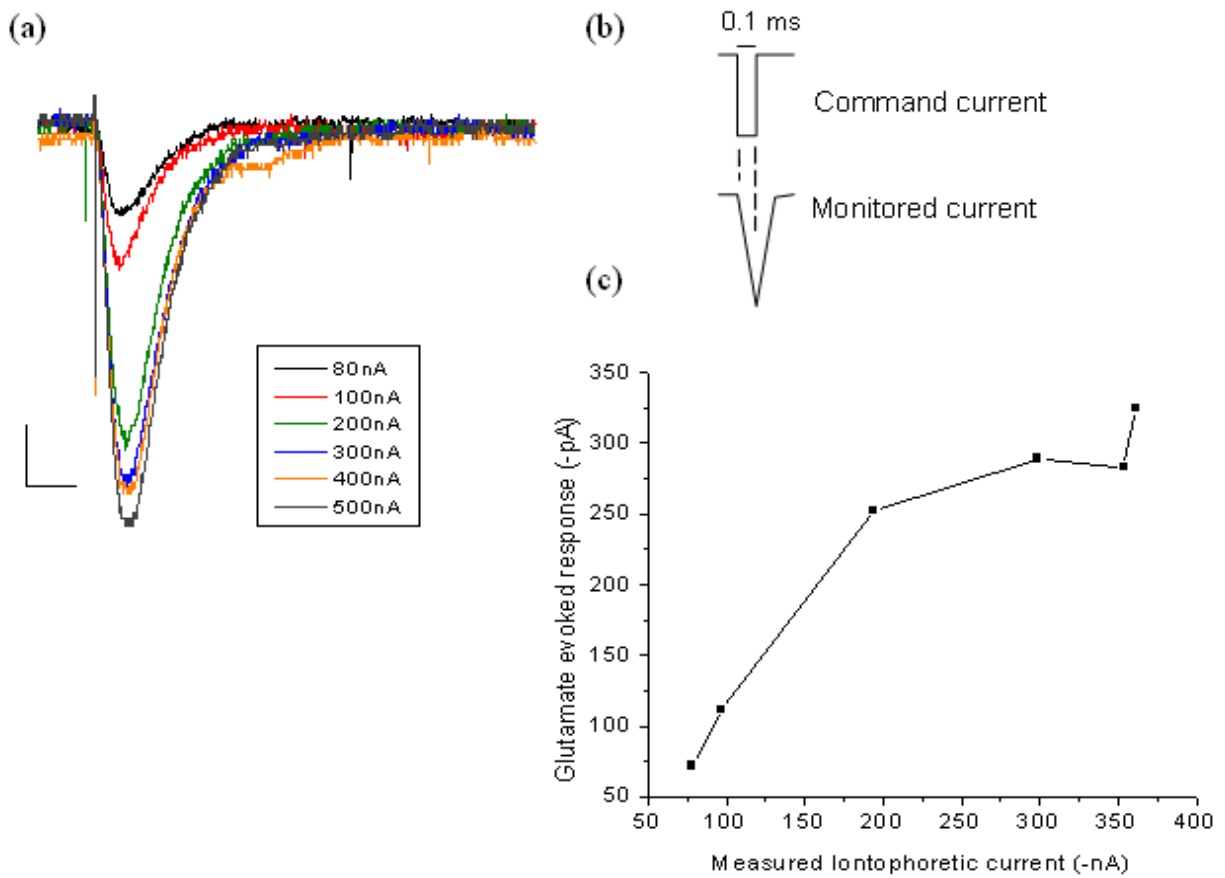 (a)
80nA
100nA
200nA
300nA
400nA
500nA
(b)
0.1 ms
Command current
Monitored current
(c)
Glutamate evoked response (-pA)
350
300
250
200
150
100
50
50 100 150 200 250 300 350 400
Measured Iontophoretic current (-nA)